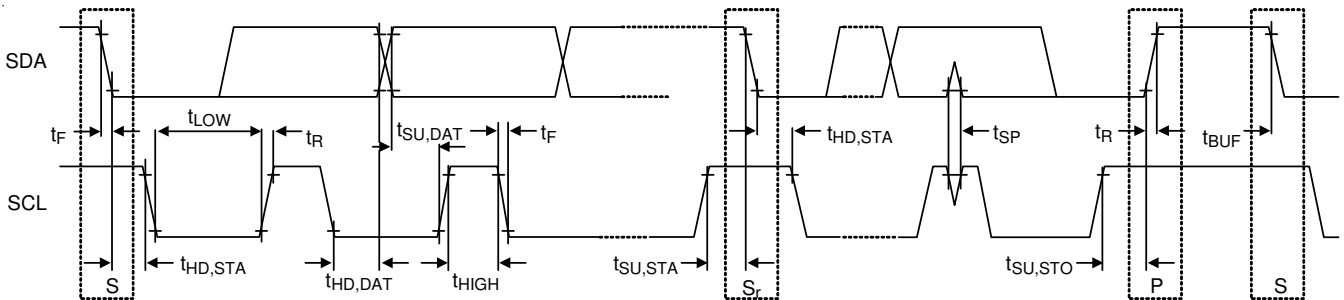 SDA
t_F
t_LOW
t_R
t_SU,DAT
t_F
t_HD,STA
t_SP
t_R
t_BUF
SCL
t_HD,STA
t_HD,DAT
t_HIGH
t_SU,STA
t_SU,STO
S
S_r
P
S